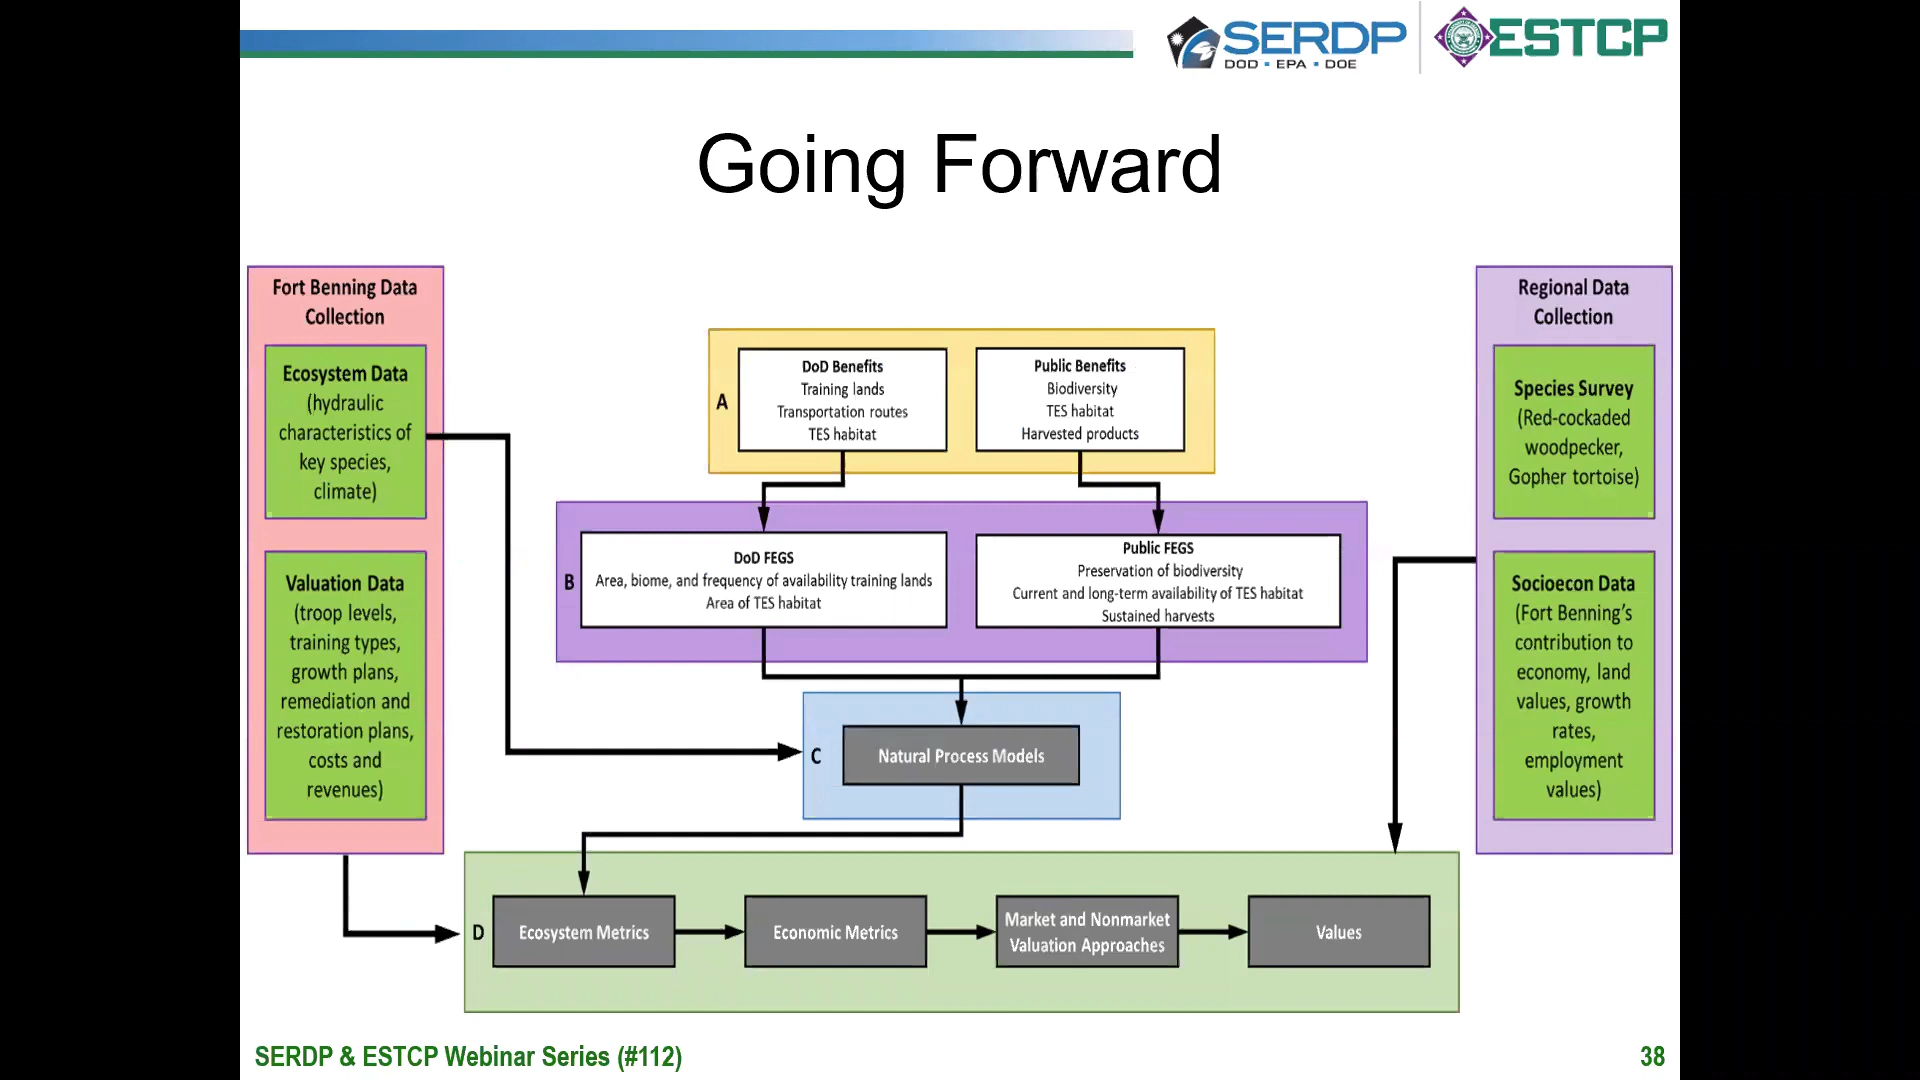 SERDP
DOD • EPA • DOE
ESTCP
Going Forward
Fort Benning Data
Collection
Ecosystem Data
(hydraulic
characteristics of
key species,
climate)
Valuation Data
(troop levels,
training types,
growth plans,
remediation and
restoration plans,
costs and
revenues)
A
DoD Benefits
Training lands
Transportation routes
TES habitat
Public Benefits
Biodiversity
TES habitat
Harvested products
B
DoD FEGS
Area, biome, and frequency of availability training lands
Area of TES habitat
Public FEGS
Preservation of biodiversity
Current and long-term availability of TES habitat
Sustained harvests
C
Natural Process Models
D
Ecosystem Metrics
Economic Metrics
Market and Nonmarket
Valuation Approaches
Values
Regional Data
Collection
Species Survey
(Red-cockaded
woodpecker,
Gopher tortoise)
Socioecon Data
(Fort Benning’s
contribution to
economy, land
values, growth
rates,
employment
values)
SERDP & ESTCP Webinar Series (#112)
38